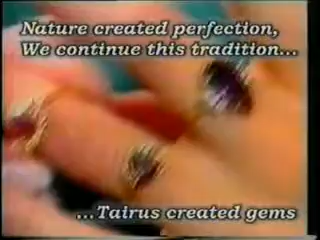 Nature created perfection,
We continue this tradition...
...Tairus created gems